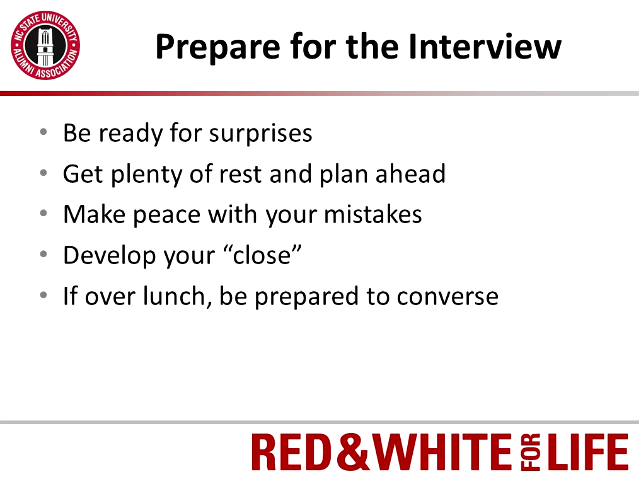 NC STATE UNIVERSITY
ALUMNI ASSOCIATION
Prepare for the Interview
• Be ready for surprises
• Get plenty of rest and plan ahead
• Make peace with your mistakes
• Develop your “close”
• If over lunch, be prepared to converse
RED&WHITE FOR LIFE